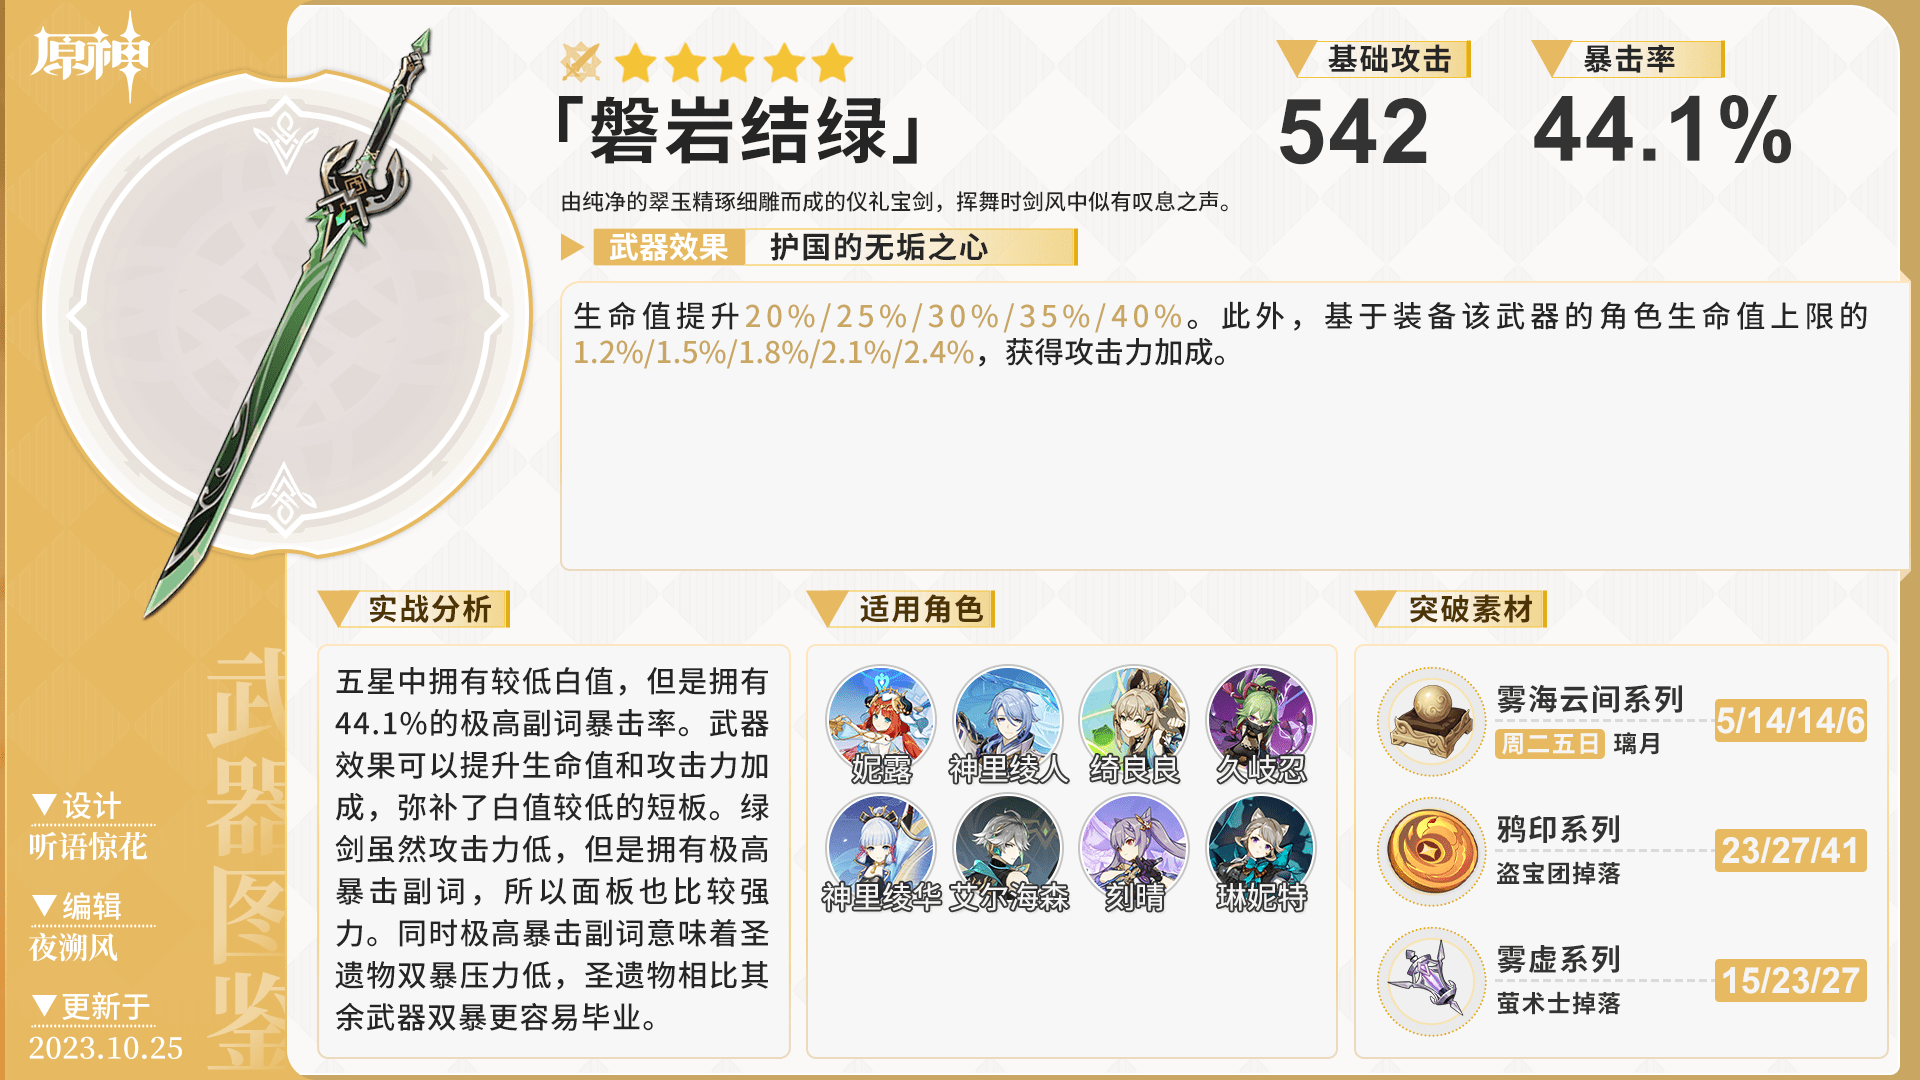 原神
「磐岩结绿」
基础攻击
542
暴击率
44.1%
由纯净的翠玉精琢细雕而成的仪礼宝剑，挥舞时剑风中似有叹息之声。
武器效果 护国的无垢之心
生命值提升20%/25%/30%/35%/40%。此外，基于装备该武器的角色生命值上限的
1.2%/1.5%/1.8%/2.1%/2.4%，获得攻击力加成。
实战分析
五星中拥有较低白值，但是拥有
44.1%的极高副词暴击率。武器
效果可以提升生命值和攻击力加
成，弥补了白值较低的短板。绿
剑虽然攻击力低，但是拥有极高
暴击副词，所以面板也比较强
力。同时极高暴击副词意味着圣
遗物双暴压力低，圣遗物相比其
余武器双暴更容易毕业。
适用角色
妮露 神里绫人 绮良良 久岐忍
神里绫华 艾尔海森 刻晴 琳妮特
突破素材
雾海云间系列
周二五日 璃月
5/14/14/6
鸦印系列
盗宝团掉落
23/27/41
雾虚系列
萤术士掉落
15/23/27
武器图鉴
▼设计
听语惊花
▼编辑
夜溯风
▼更新于
2023.10.25